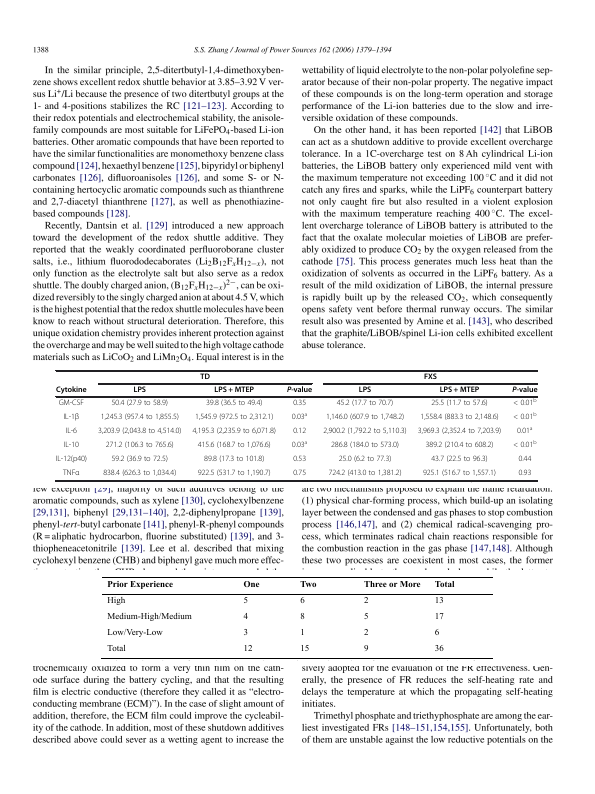 1388
S.S. Zhang / Journal of Power Sources 162 (2006) 1379–1394
In the similar principle, 2,5-ditertbutyl-1,4-dimethoxyben-
zene shows excellent redox shuttle behavior at 3.85–3.92 V ver-
sus Li+/Li because the presence of two ditertbutyl groups at the
1- and 4-positions stabilizes the RC [121–123]. According to
their redox potentials and electrochemical stability, the anisole-
family compounds are most suitable for LiFePO4-based Li-ion
batteries. Other aromatic compounds that have been reported to
have the similar functionalities are monomethoxy benzene class
compound [124], hexaethyl benzene [125], bipyridyl or biphenyl
carbonates [126], difluoroanisoles [126], and some S- or N-
containing hertocyclic aromatic compounds such as thianthrene
and 2,7-diacetyl thianthrene [127], as well as phenothiazine-
based compounds [128].
Recently, Dantsin et al. [129] introduced a new approach
toward the development of the redox shuttle additive. They
reported that the weakly coordinated perfluoroborane cluster
salts, i.e., lithium fluorododecaborates (Li2B12FxH12−x), not
only function as the electrolyte salt but also serve as a redox
shuttle. The doubly charged anion, (B12FxH12−x)2−, can be oxi-
dized reversibly to the singly charged anion at about 4.5 V, which
is the highest potential that the redox shuttle molecules have been
know to reach without structural deterioration. Therefore, this
unique oxidation chemistry provides inherent protection against
the overcharge and may be well suited to the high voltage cathode
materials such as LiCoO2 and LiMn2O4. Equal interest is in the
wettability of liquid electrolyte to the non-polar polyolefine sep-
arator because of their non-polar property. The negative impact
of these compounds is on the long-term operation and storage
performance of the Li-ion batteries due to the slow and irre-
versible oxidation of these compounds.
On the other hand, it has been reported [142] that LiBOB
can act as a shutdown additive to provide excellent overcharge
tolerance. In a 1C-overcharge test on 8 Ah cylindrical Li-ion
batteries, the LiBOB battery only experienced mild vent with
the maximum temperature not exceeding 100 °C and it did not
catch any fires and sparks, while the LiPF6 counterpart battery
not only caught fire but also resulted in a violent explosion
with the maximum temperature reaching 400 °C. The excel-
lent overcharge tolerance of LiBOB battery is attributed to the
fact that the oxalate molecular moieties of LiBOB are prefer-
ably oxidized to produce CO2 by the oxygen released from the
cathode [75]. This process generates much less heat than the
oxidation of solvents as occurred in the LiPF6 battery. As a
result of the mild oxidation of LiBOB, the internal pressure
is rapidly built up by the released CO2, which consequently
opens safety vent before thermal runaway occurs. The similar
result also was presented by Amine et al. [143], who described
that the graphite/LiBOB/spinel Li-ion cells exhibited excellent
abuse tolerance.
TD FXS
Cytokine LPS LPS + MTEP P-value LPS LPS + MTEP P-value
GM-CSF 50.4 (27.9 to 58.9) 39.8 (36.5 to 49.4) 0.35 45.2 (17.7 to 70.7) 25.5 (11.7 to 57.6) < 0.01b
IL-1β 1,245.3 (957.4 to 1,855.5) 1,545.9 (972.5 to 2,312.1) 0.03a 1,146.0 (607.9 to 1,748.2) 1,558.4 (883.3 to 2,148.6) < 0.01b
IL-6 3,203.9 (2,043.8 to 4,514.0) 4,195.3 (2,235.9 to 6,071.8) 0.12 2,900.2 (1,792.2 to 5,110.3) 3,969.3 (2,352.4 to 7,203.9) 0.01a
IL-10 271.2 (106.3 to 765.6) 415.6 (168.7 to 1,076.6) 0.03a 286.8 (184.0 to 573.0) 389.2 (210.4 to 608.2) < 0.01b
IL-12(p40) 59.2 (36.9 to 72.5) 89.8 (17.3 to 101.8) 0.53 25.0 (6.2 to 77.3) 43.7 (22.5 to 96.3) 0.44
TNFα 838.4 (626.3 to 1,034.4) 922.5 (531.7 to 1,190.7) 0.75 724.2 (413.0 to 1,381.2) 925.1 (516.7 to 1,557.1) 0.93
few exception [29], majority of such additives belong to the
aromatic compounds, such as xylene [130], cyclohexylbenzene
[29,131], biphenyl [29,131–140], 2,2-diphenylpropane [139],
phenyl-tert-butyl carbonate [141], phenyl-R-phenyl compounds
(R = aliphatic hydrocarbon, fluorine substituted) [139], and 3-
thiopheneacetonitrile [139]. Lee et al. described that mixing
cyclohexyl benzene (CHB) and biphenyl gave much more effec-
are two mechanisms proposed to explain the flame retardation:
(1) physical char-forming process, which build-up an isolating
layer between the condensed and gas phases to stop combustion
process [146,147], and (2) chemical radical-scavenging pro-
cess, which terminates radical chain reactions responsible for
the combustion reaction in the gas phase [147,148]. Although
these two processes are coexistent in most cases, the former
Prior Experience One Two Three or More Total
High 5 6 2 13
Medium-High/Medium 4 8 5 17
Low/Very-Low 3 1 2 6
Total 12 15 9 36
trochemically oxidized to form a very thin film on the cath-
ode surface during the battery cycling, and that the resulting
film is electric conductive (therefore they called it as “electro-
conducting membrane (ECM)”). In the case of slight amount of
addition, therefore, the ECM film could improve the cycleabil-
ity of the cathode. In addition, most of these shutdown additives
described above could sever as a wetting agent to increase the
sively adopted for the evaluation of the FR effectiveness. Gen-
erally, the presence of FR reduces the self-heating rate and
delays the temperature at which the propagating self-heating
initiates.
Trimethyl phosphate and triethyphosphate are among the ear-
liest investigated FRs [148–151,154,155]. Unfortunately, both
of them are unstable against the low reductive potentials on the